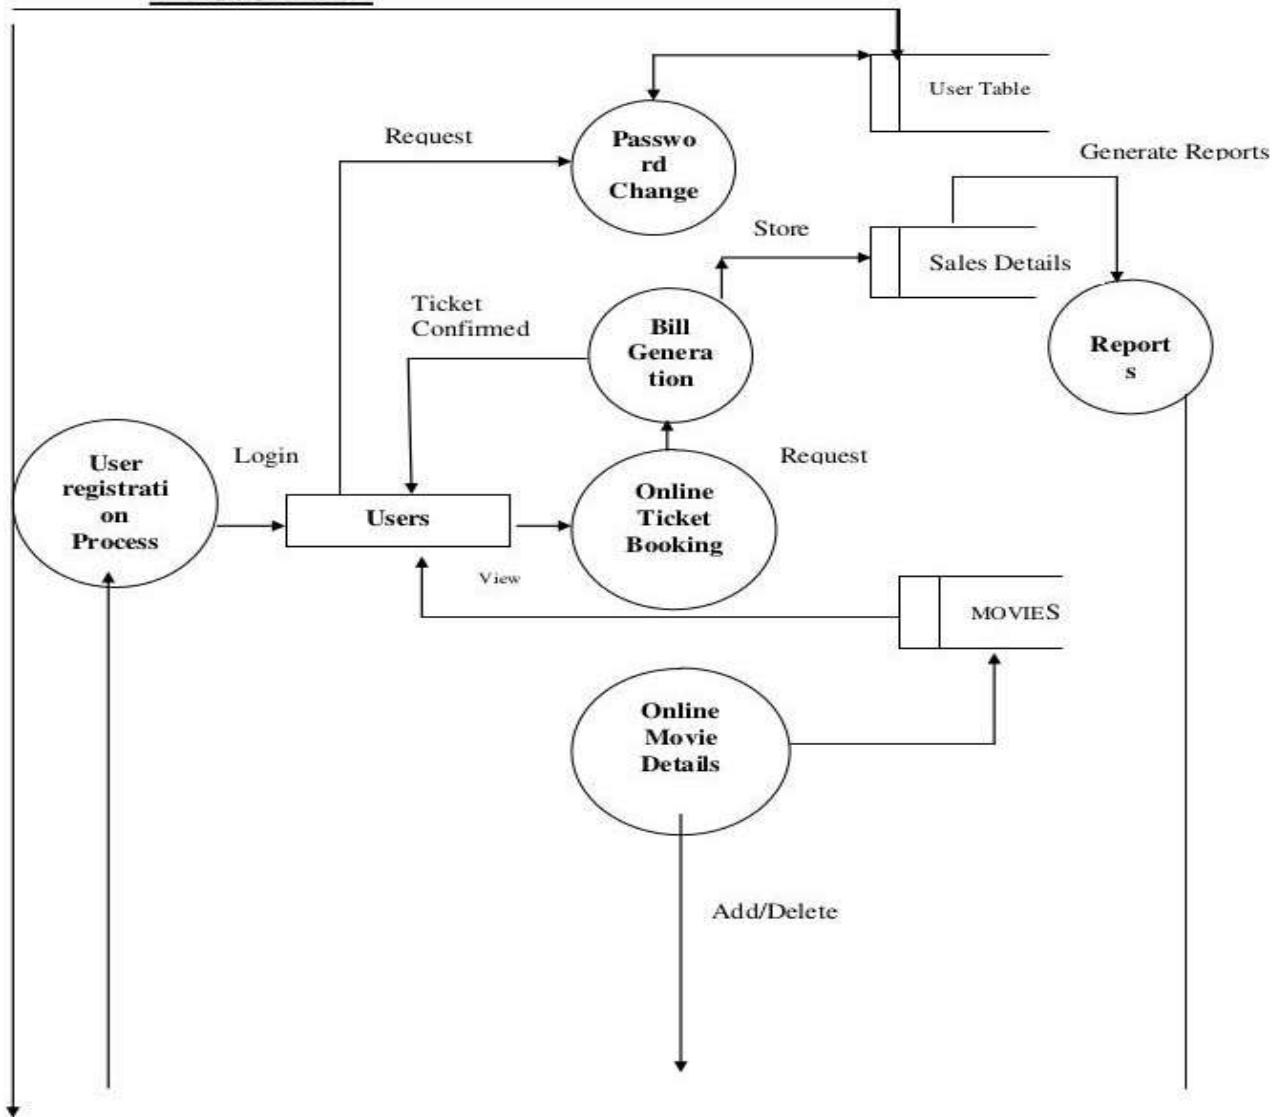 User Table
Request
Passwo
rd
Change
Generate Reports
Store
Sales Details
Ticket
Confirmed
Bill
Genera
tion
Report
s
User
registrati
on
Process
Login
Users
Online
Ticket
Booking
Request
View
MOVIES
Online
Movie
Details
Add/Delete